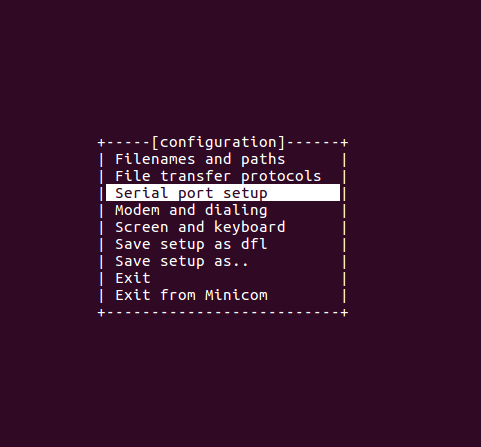 +-----[configuration]------+
| Filenames and paths      |
| File transfer protocols  |
| Serial port setup        |
| Modem and dialing        |
| Screen and keyboard      |
| Save setup as dfl        |
| Save setup as..          |
| Exit                     |
| Exit from Minicom        |
+--------------------------+